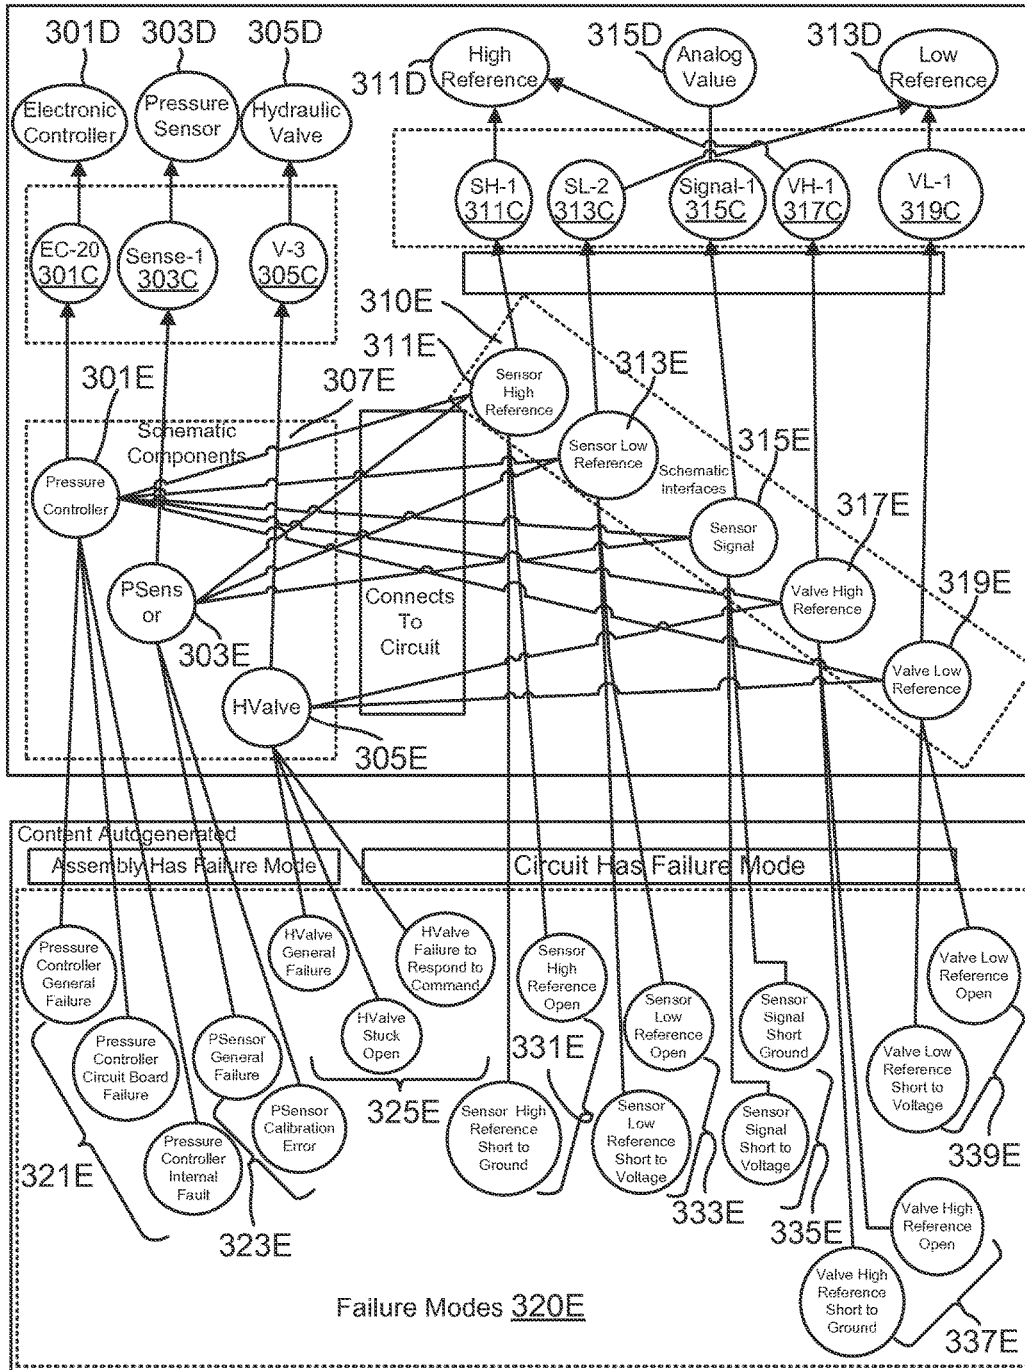 301D
303D
305D
High
Reference
311D
315D
Analog
Value
313D
Low
Reference
Electronic
Controller
Pressure
Sensor
Hydraulic
Valve
EC-20
301C
Sense-1
303C
V-3
305C
SH-1
311C
SL-2
313C
Signal-1
315C
VH-1
317C
VL-1
319C
310E
311E
313E
315E
317E
319E
301E
307E
Schematic
Components
Pressure
Controller
PSens
or
303E
HValve
305E
Connects
To
Circuit
Sensor
High
Reference
Sensor Low
Reference
Schematic
Interfaces
Sensor
Signal
Valve High
Reference
Valve Low
Reference
Content Autogenerated
Assembly Has Failure Mode
Circuit Has Failure Mode
Pressure
Controller
General
Failure
Pressure
Controller
Circuit Board
Failure
Pressure
Controller
Internal
Fault
321E
PSensor
General
Failure
PSensor
Calibration
Error
323E
HValve
General
Failure
HValve
Stuck
Open
HValve
Failure to
Respond to
Command
325E
Sensor
High
Reference
Open
331E
Sensor High
Reference
Short to
Ground
Sensor
Low
Reference
Open
Sensor
Low
Reference
Short to
Voltage
333E
Sensor
Signal
Short
Ground
Sensor
Signal
Short to
Voltage
335E
Valve Low
Reference
Open
Valve Low
Reference
Short to
Voltage
339E
Valve High
Reference
Open
Valve High
Reference
Short to
Ground
337E
Failure Modes 320E